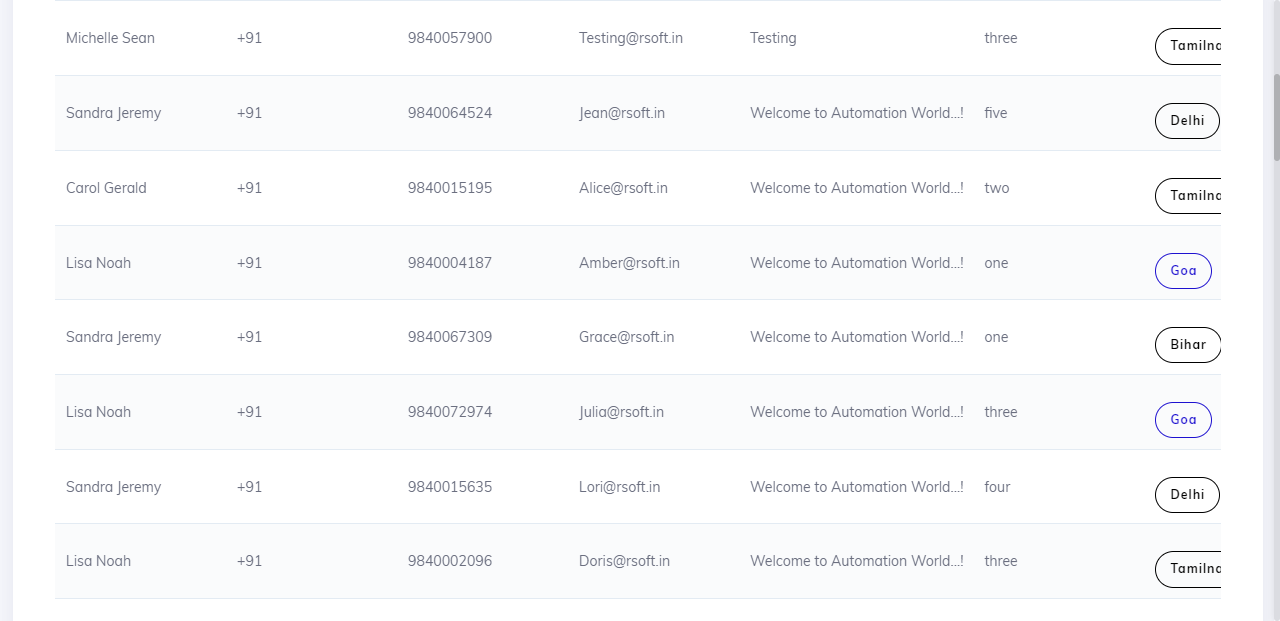 Michelle Sean +91 9840057900 Testing@rsoft.in Testing three Tamilna
Sandra Jeremy +91 9840064524 Jean@rsoft.in Welcome to Automation World...! five Delhi
Carol Gerald +91 9840015195 Alice@rsoft.in Welcome to Automation World...! two Tamilna
Lisa Noah +91 9840004187 Amber@rsoft.in Welcome to Automation World...! one Goa
Sandra Jeremy +91 9840067309 Grace@rsoft.in Welcome to Automation World...! one Bihar
Lisa Noah +91 9840072974 Julia@rsoft.in Welcome to Automation World...! three Goa
Sandra Jeremy +91 9840015635 Lori@rsoft.in Welcome to Automation World...! four Delhi
Lisa Noah +91 9840002096 Doris@rsoft.in Welcome to Automation World...! three Tamilna